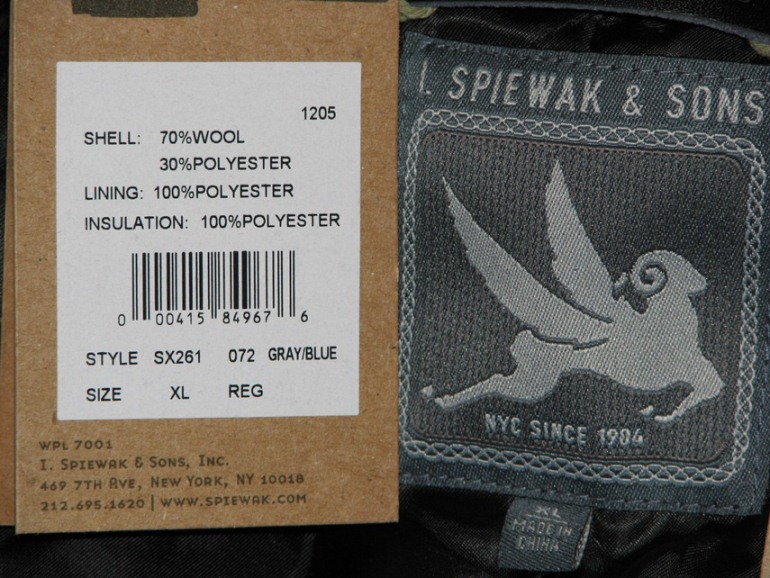 1205
SHELL: 70%WOOL
30%POLYESTER
LINING: 100%POLYESTER
INSULATION: 100%POLYESTER
0 00415 84967 6
STYLE SX261 072 GRAY/BLUE
SIZE XL REG
WPL 7001
I. SPIEWAK & SONS, INC.
469 7TH AVE, NEW YORK, NY 10018
212.695.1620 | WWW.SPIEWAK.COM
I. SPIEWAK & SONS
NYC SINCE 1904
XL
MADE IN
CHINA